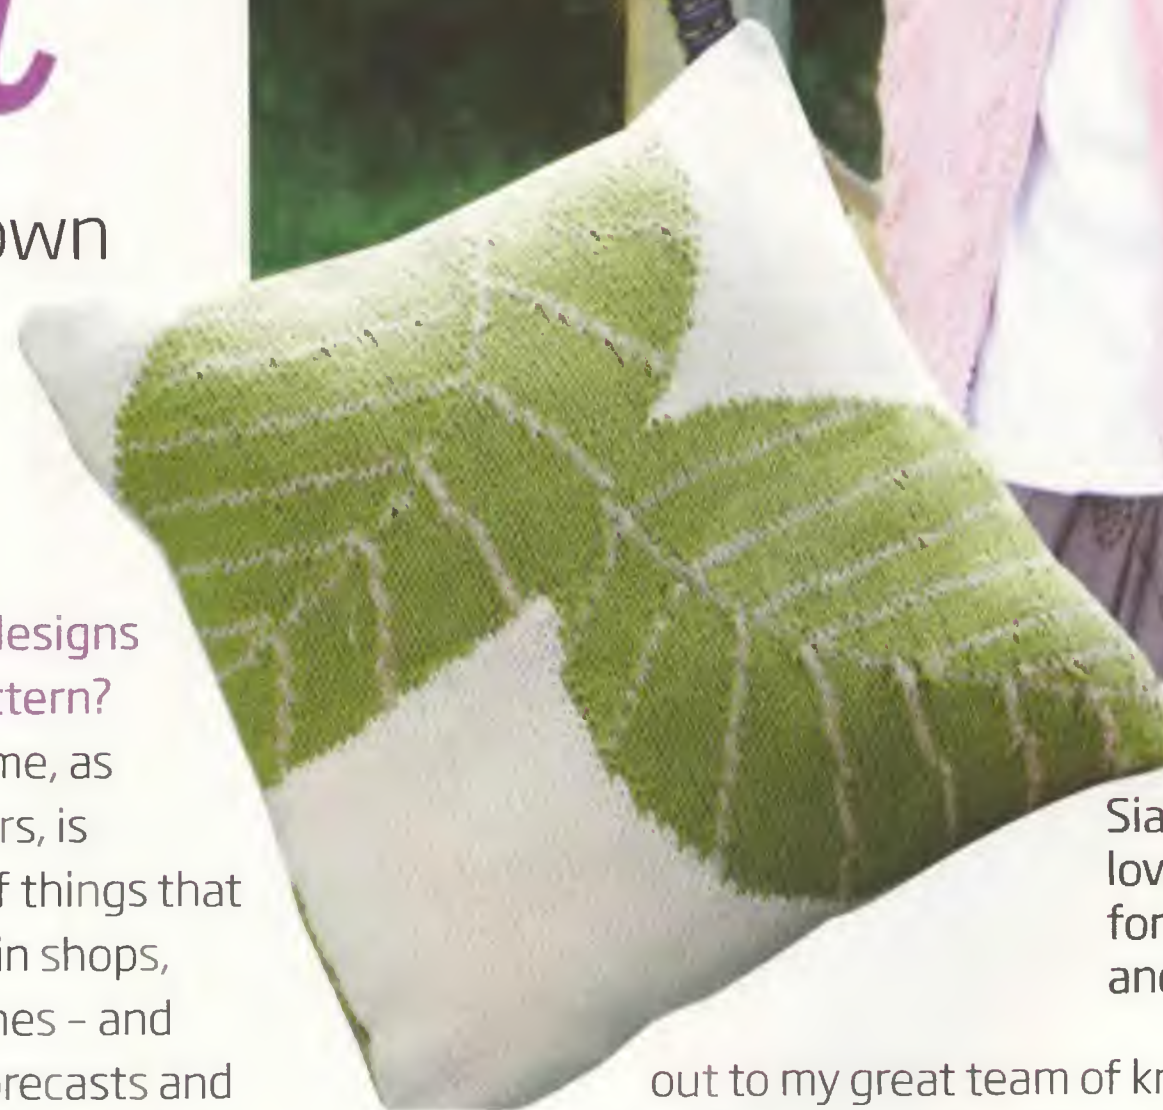 own
designs
ttern?
me, as
rs, is
f things that
in shops,
nes – and
orecasts and
Sia
lov
for
and
out to my great team of kn